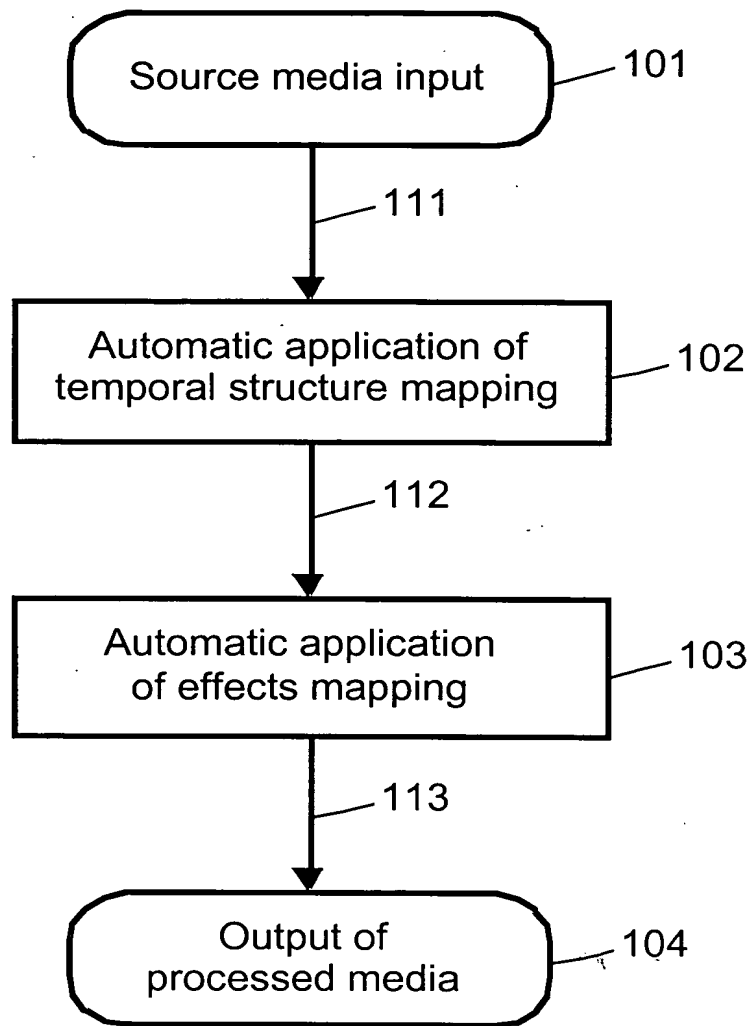 Source media input
101
111
Automatic application of
temporal structure mapping
102
112
Automatic application
of effects mapping
103
113
Output of
processed media
104